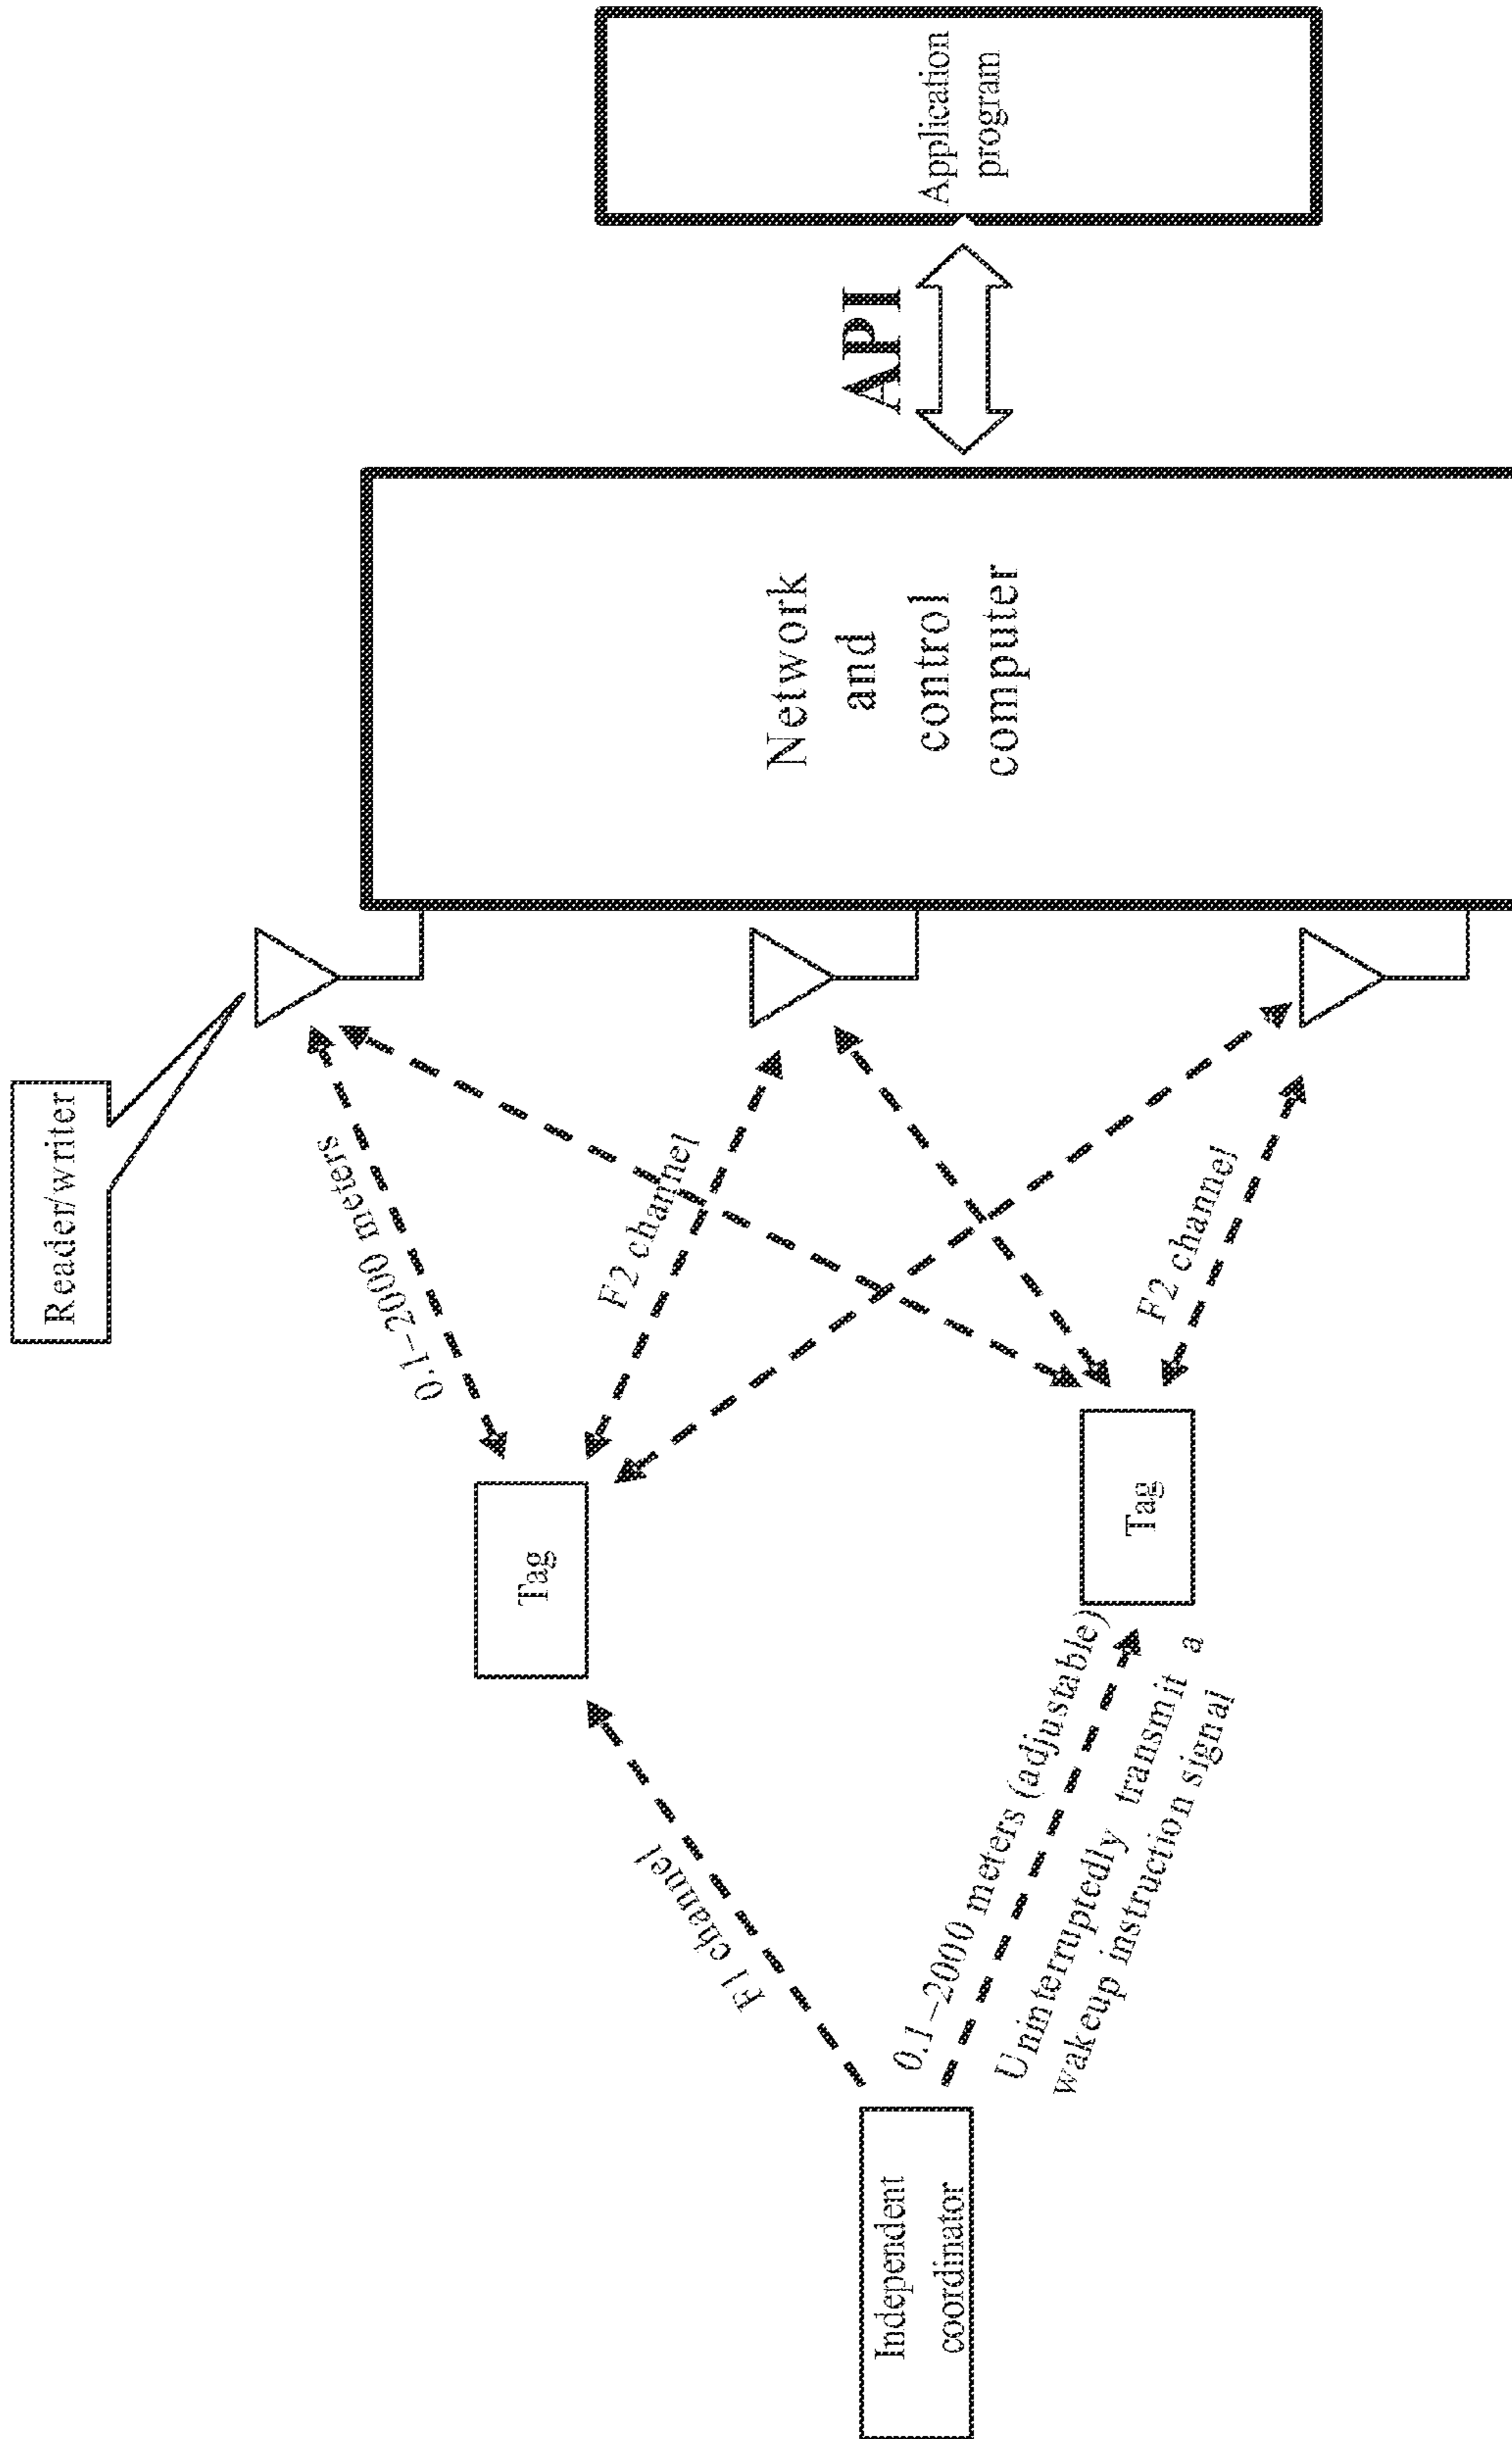 Reader/writer
0.1-2000 meters
F2 channel
F2 channel
Tag
Tag
F1 channel
0.1-2000 meters (adjustable)
Uninterruptedly transmit a
wakeup instruction signal
Independent
coordinator
Network
and
control
computer
API
Application
program